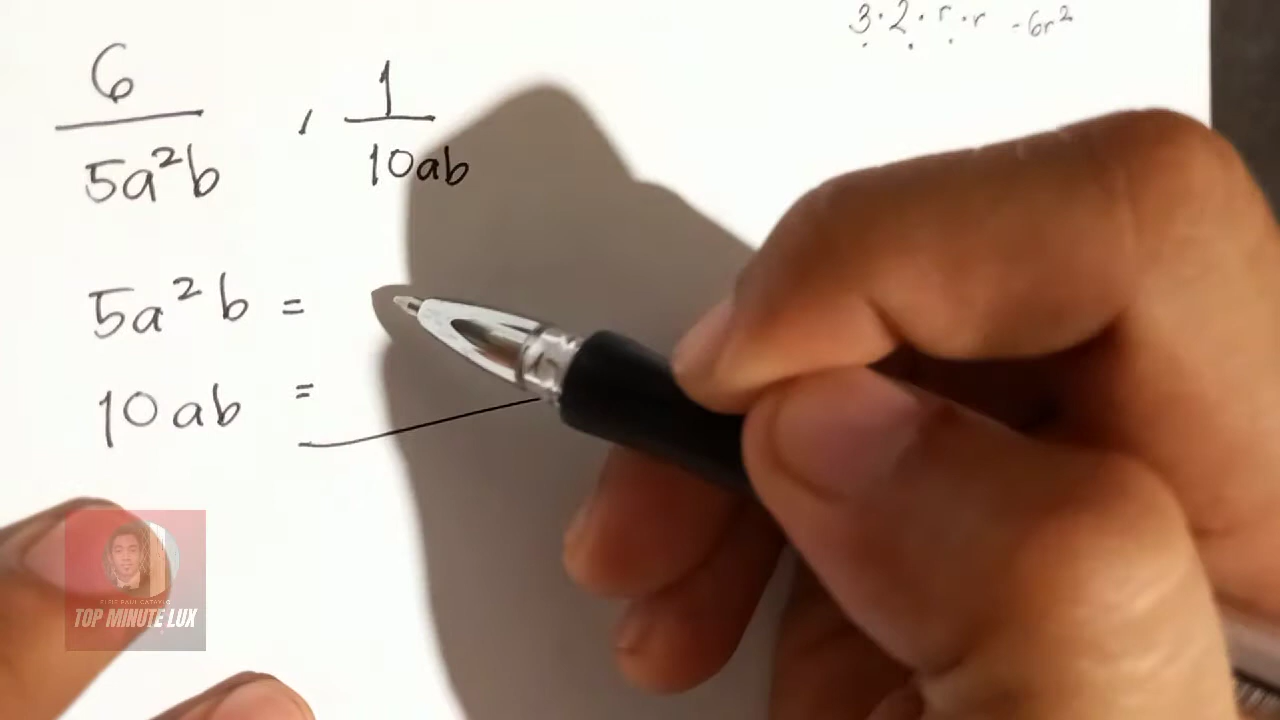 3·2·r·r = 6r²
6/5a²b , 1/10ab
5a²b =
10ab =
TOP MINUTE LUX